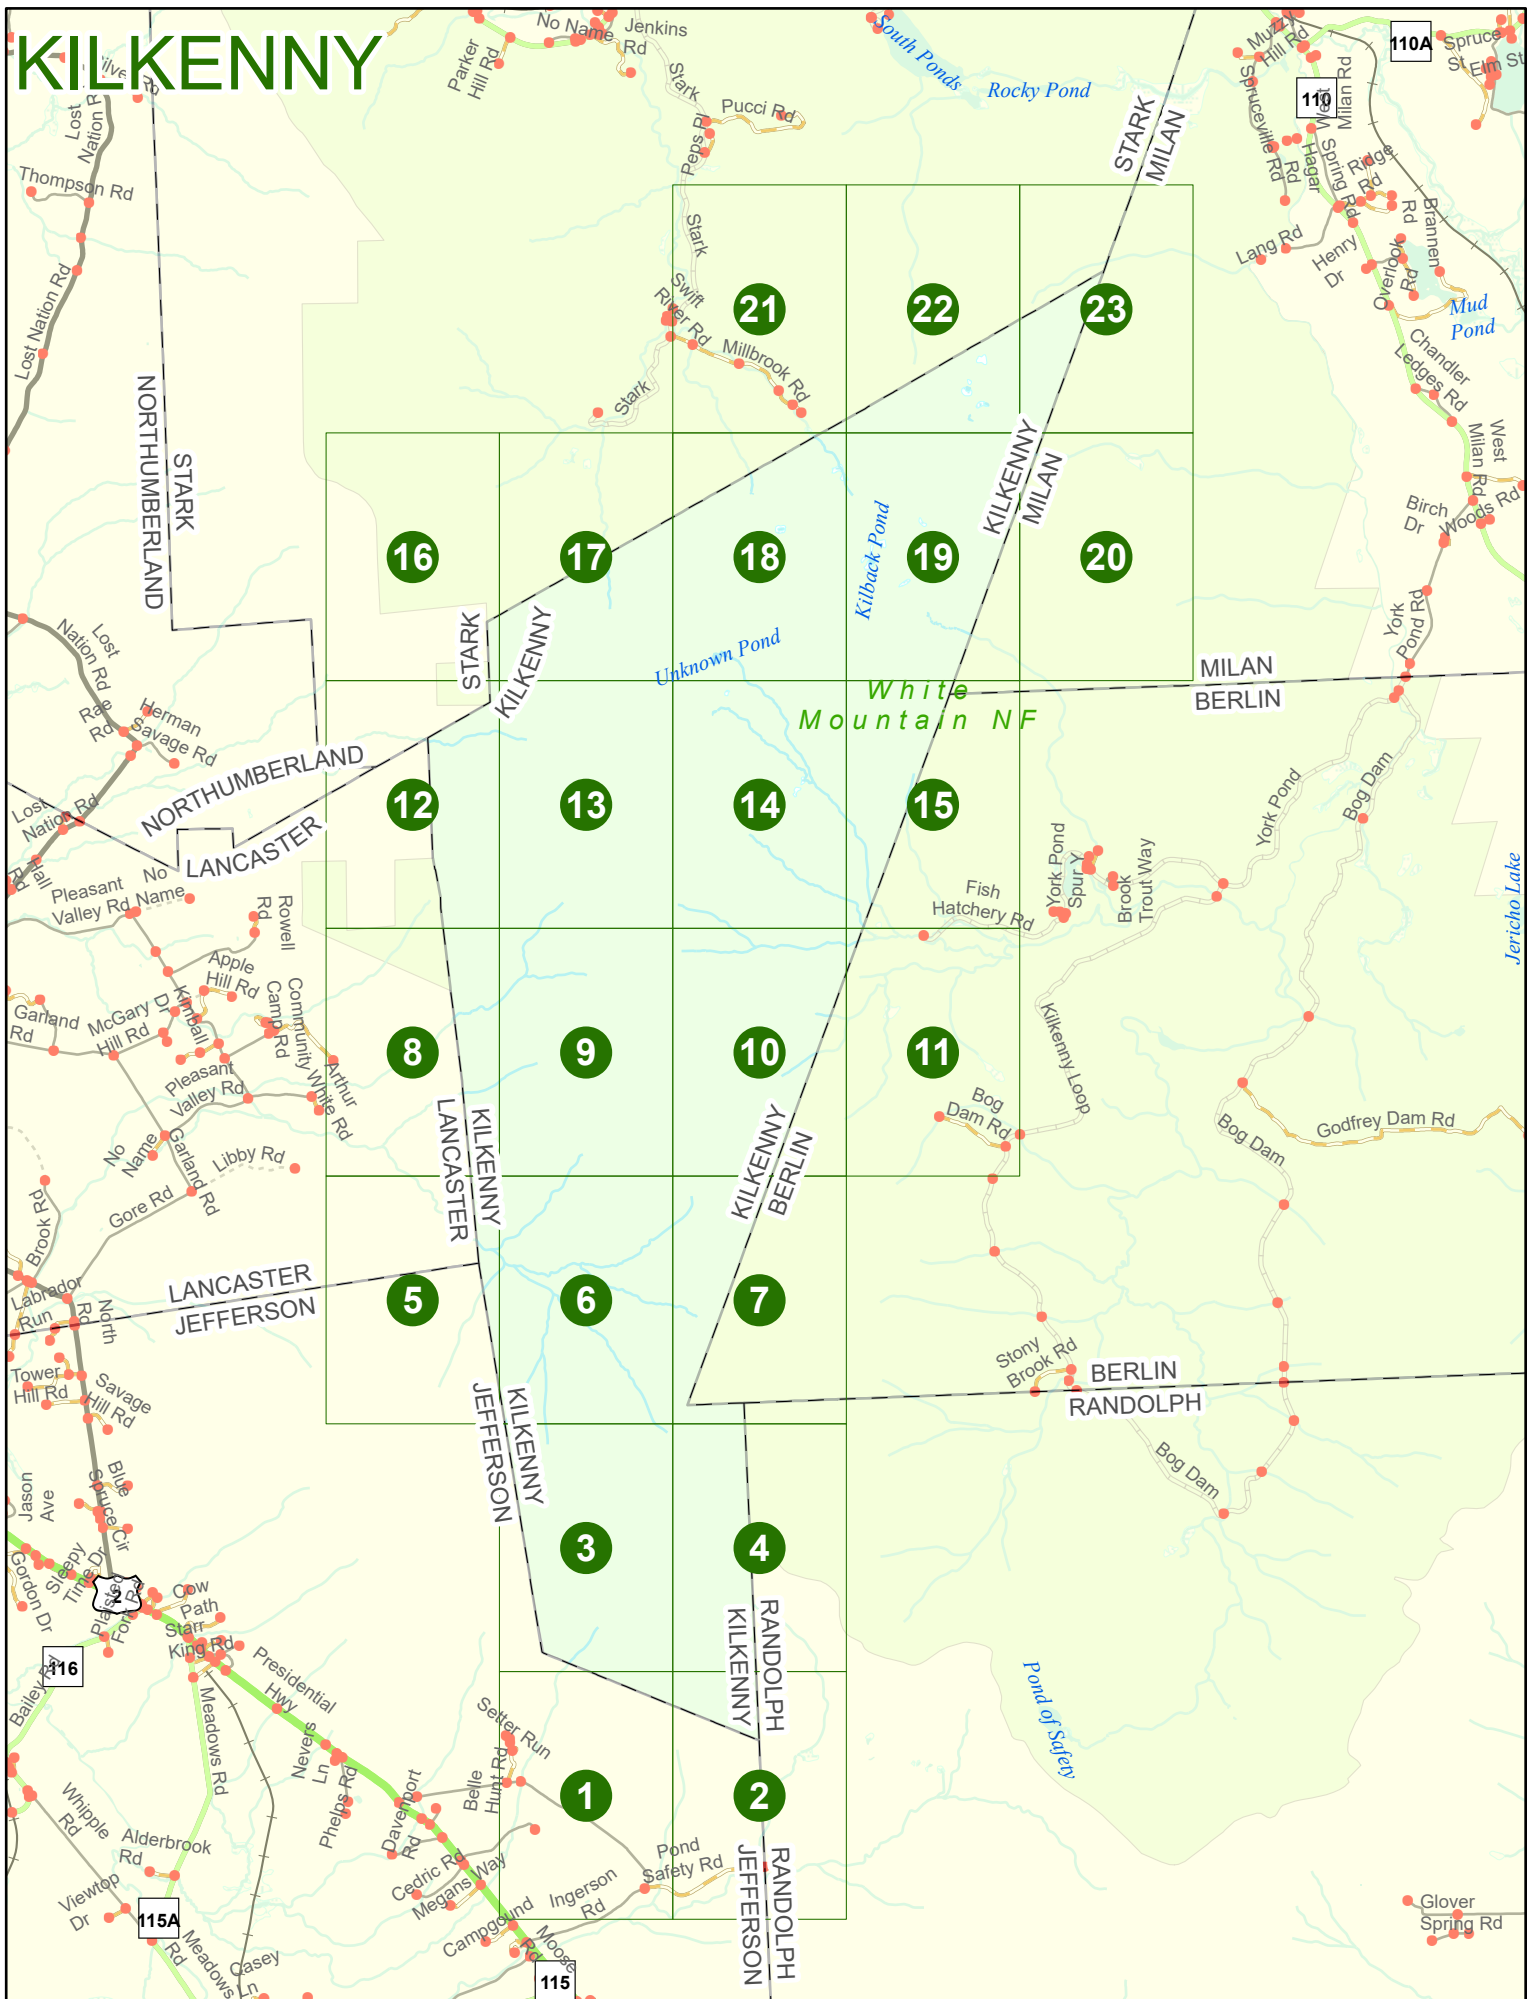 KILKENNY
No Name
Jenkins
Rd
Parker
Hill Rd
Stark
Pucci Rd
Peps Pl
South Ponds
Rocky Pond
STARK
MILAN
Muzzy
Hill Rd
110A
Spruce
St
Elm St
110
West
Milan Rd
Spruceville Rd
Hagar
Rd
Spring Rd
Ridge
Rd
Brannen
Rd
Lang Rd
Henry
Dr
Overlook
Rd
Mud
Pond
Chandler
Ledges Rd
West
Milan Rd
Birch
Dr
Woods Rd
York
Pond Rd
Lost
Nation Rd
Thompson Rd
Lost Nation Rd
NORTHUMBERLAND
STARK
Stark
Swift
River Rd
Millbrook Rd
Stark
21
22
23
16
17
18
19
20
KILKENNY
MILAN
Kilback Pond
Unknown Pond
STARK
KILKENNY
White
Mountain NF
MILAN
BERLIN
Lost
Nation Rd
Rae
Rd
Herman
Savage Rd
NORTHUMBERLAND
LANCASTER
Lost
Nation Rd
Hall
Rd
12
13
14
15
York Pond
Bog Dam
York Pond
Spur Y
Brook
Trout Way
Fish
Hatchery Rd
Jericho Lake
Pleasant
Valley Rd
No
Name
Rowell
Rd
Apple
Hill Rd
Kimball
Dr
McGary
Hill Rd
Garland
Rd
Community
Camp Rd
Arthur
White Rd
Pleasant
Valley Rd
8
9
10
11
Kilkenny Loop
Bog
Dam Rd
Bog Dam
Godfrey Dam Rd
No
Name
Garland Rd
Libby Rd
Gore Rd
Brook Rd
LANCASTER
KILKENNY
KILKENNY
BERLIN
LANCASTER
JEFFERSON
Labrador
Run
North
Rd
5
6
7
Tower
Hill Rd
Savage
Hill Rd
JEFFERSON
KILKENNY
Stony
Brook Rd
BERLIN
RANDOLPH
Bog Dam
Jason
Ave
Blue
Spruce Cir
Sleepy
Time Dr
Gordon Dr
2
Plaisted
Cow
Path
Starr
King Rd
3
4
116
Bailey Rd
Presidential
Hwy
Meadows Rd
Nevers
Ln
Phelps Rd
KILKENNY
RANDOLPH
Pond of Safety
Setter Run
Belle
Hunt Rd
Davenport
Rd
1
2
Whipple
Rd
Alderbrook
Rd
Viewtop
Dr
Cedric Rd
Megans Way
Pond
Safety Rd
Ingerson
Rd
Campground
Rd
Moose
JEFFERSON
RANDOLPH
Glover
Spring Rd
115A
Meadows
Rd
Casey
Ln
115